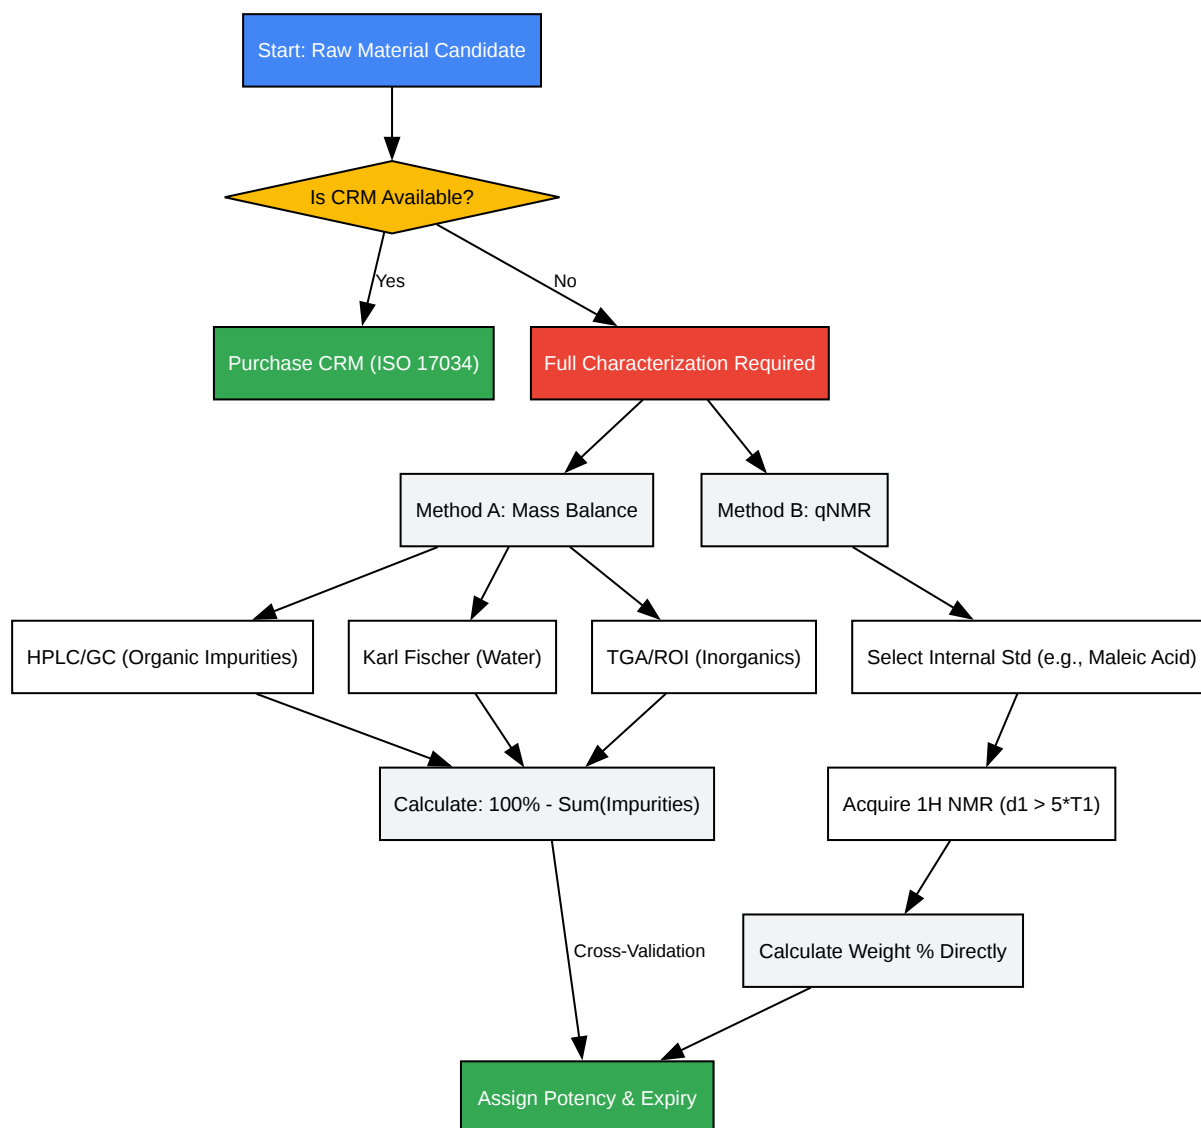 Start: Raw Material Candidate
Is CRM Available?
Yes
No
Purchase CRM (ISO 17034)
Full Characterization Required
Method A: Mass Balance
Method B: qNMR
HPLC/GC (Organic Impurities)
Karl Fischer (Water)
TGA/ROI (Inorganics)
Select Internal Std (e.g., Maleic Acid)
Calculate: 100% - Sum(Impurities)
Acquire 1H NMR (d1 > 5*T1)
Cross-Validation
Calculate Weight % Directly
Assign Potency & Expiry